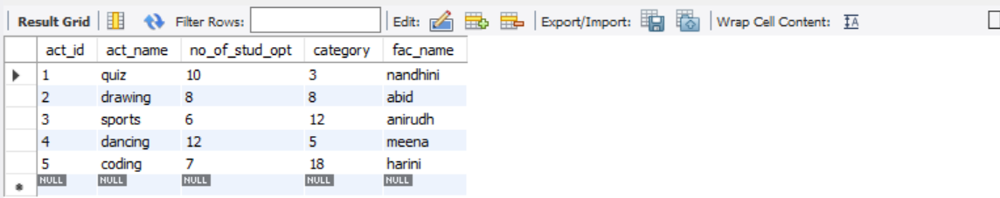 Result Grid Filter Rows: Edit: Export/Import: Wrap Cell Content: IA
act_id act_name no_of_stud_opt category fac_name
1 quiz 10 3 nandhini
2 drawing 8 8 abid
3 sports 6 12 anirudh
4 dancing 12 5 meena
5 coding 7 18 harini
NULL NULL NULL NULL NULL